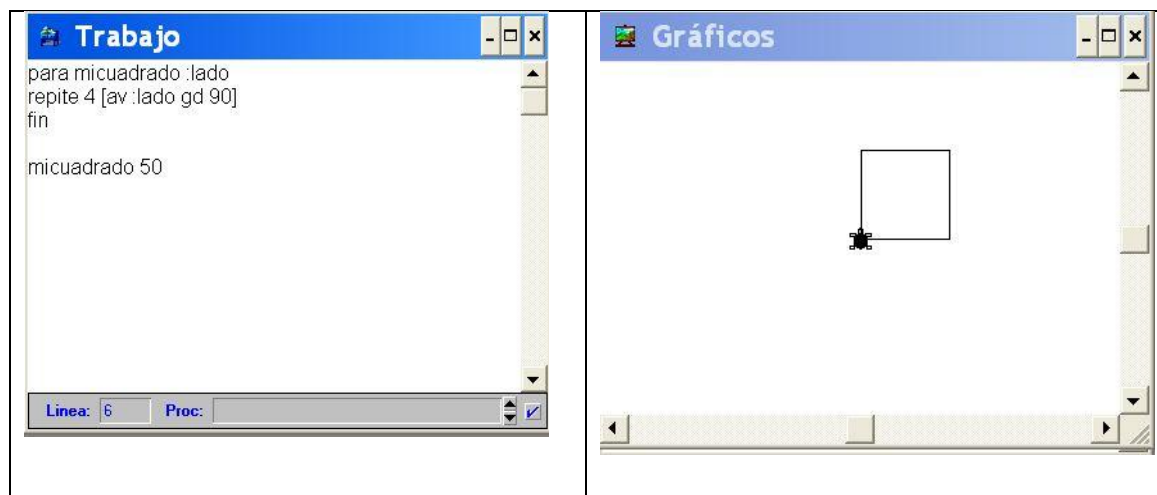 Trabajo
para micuadrado :lado
repite 4 [av :lado gd 90]
fin
micuadrado 50
Linea: 6 Proc:
Gráficos